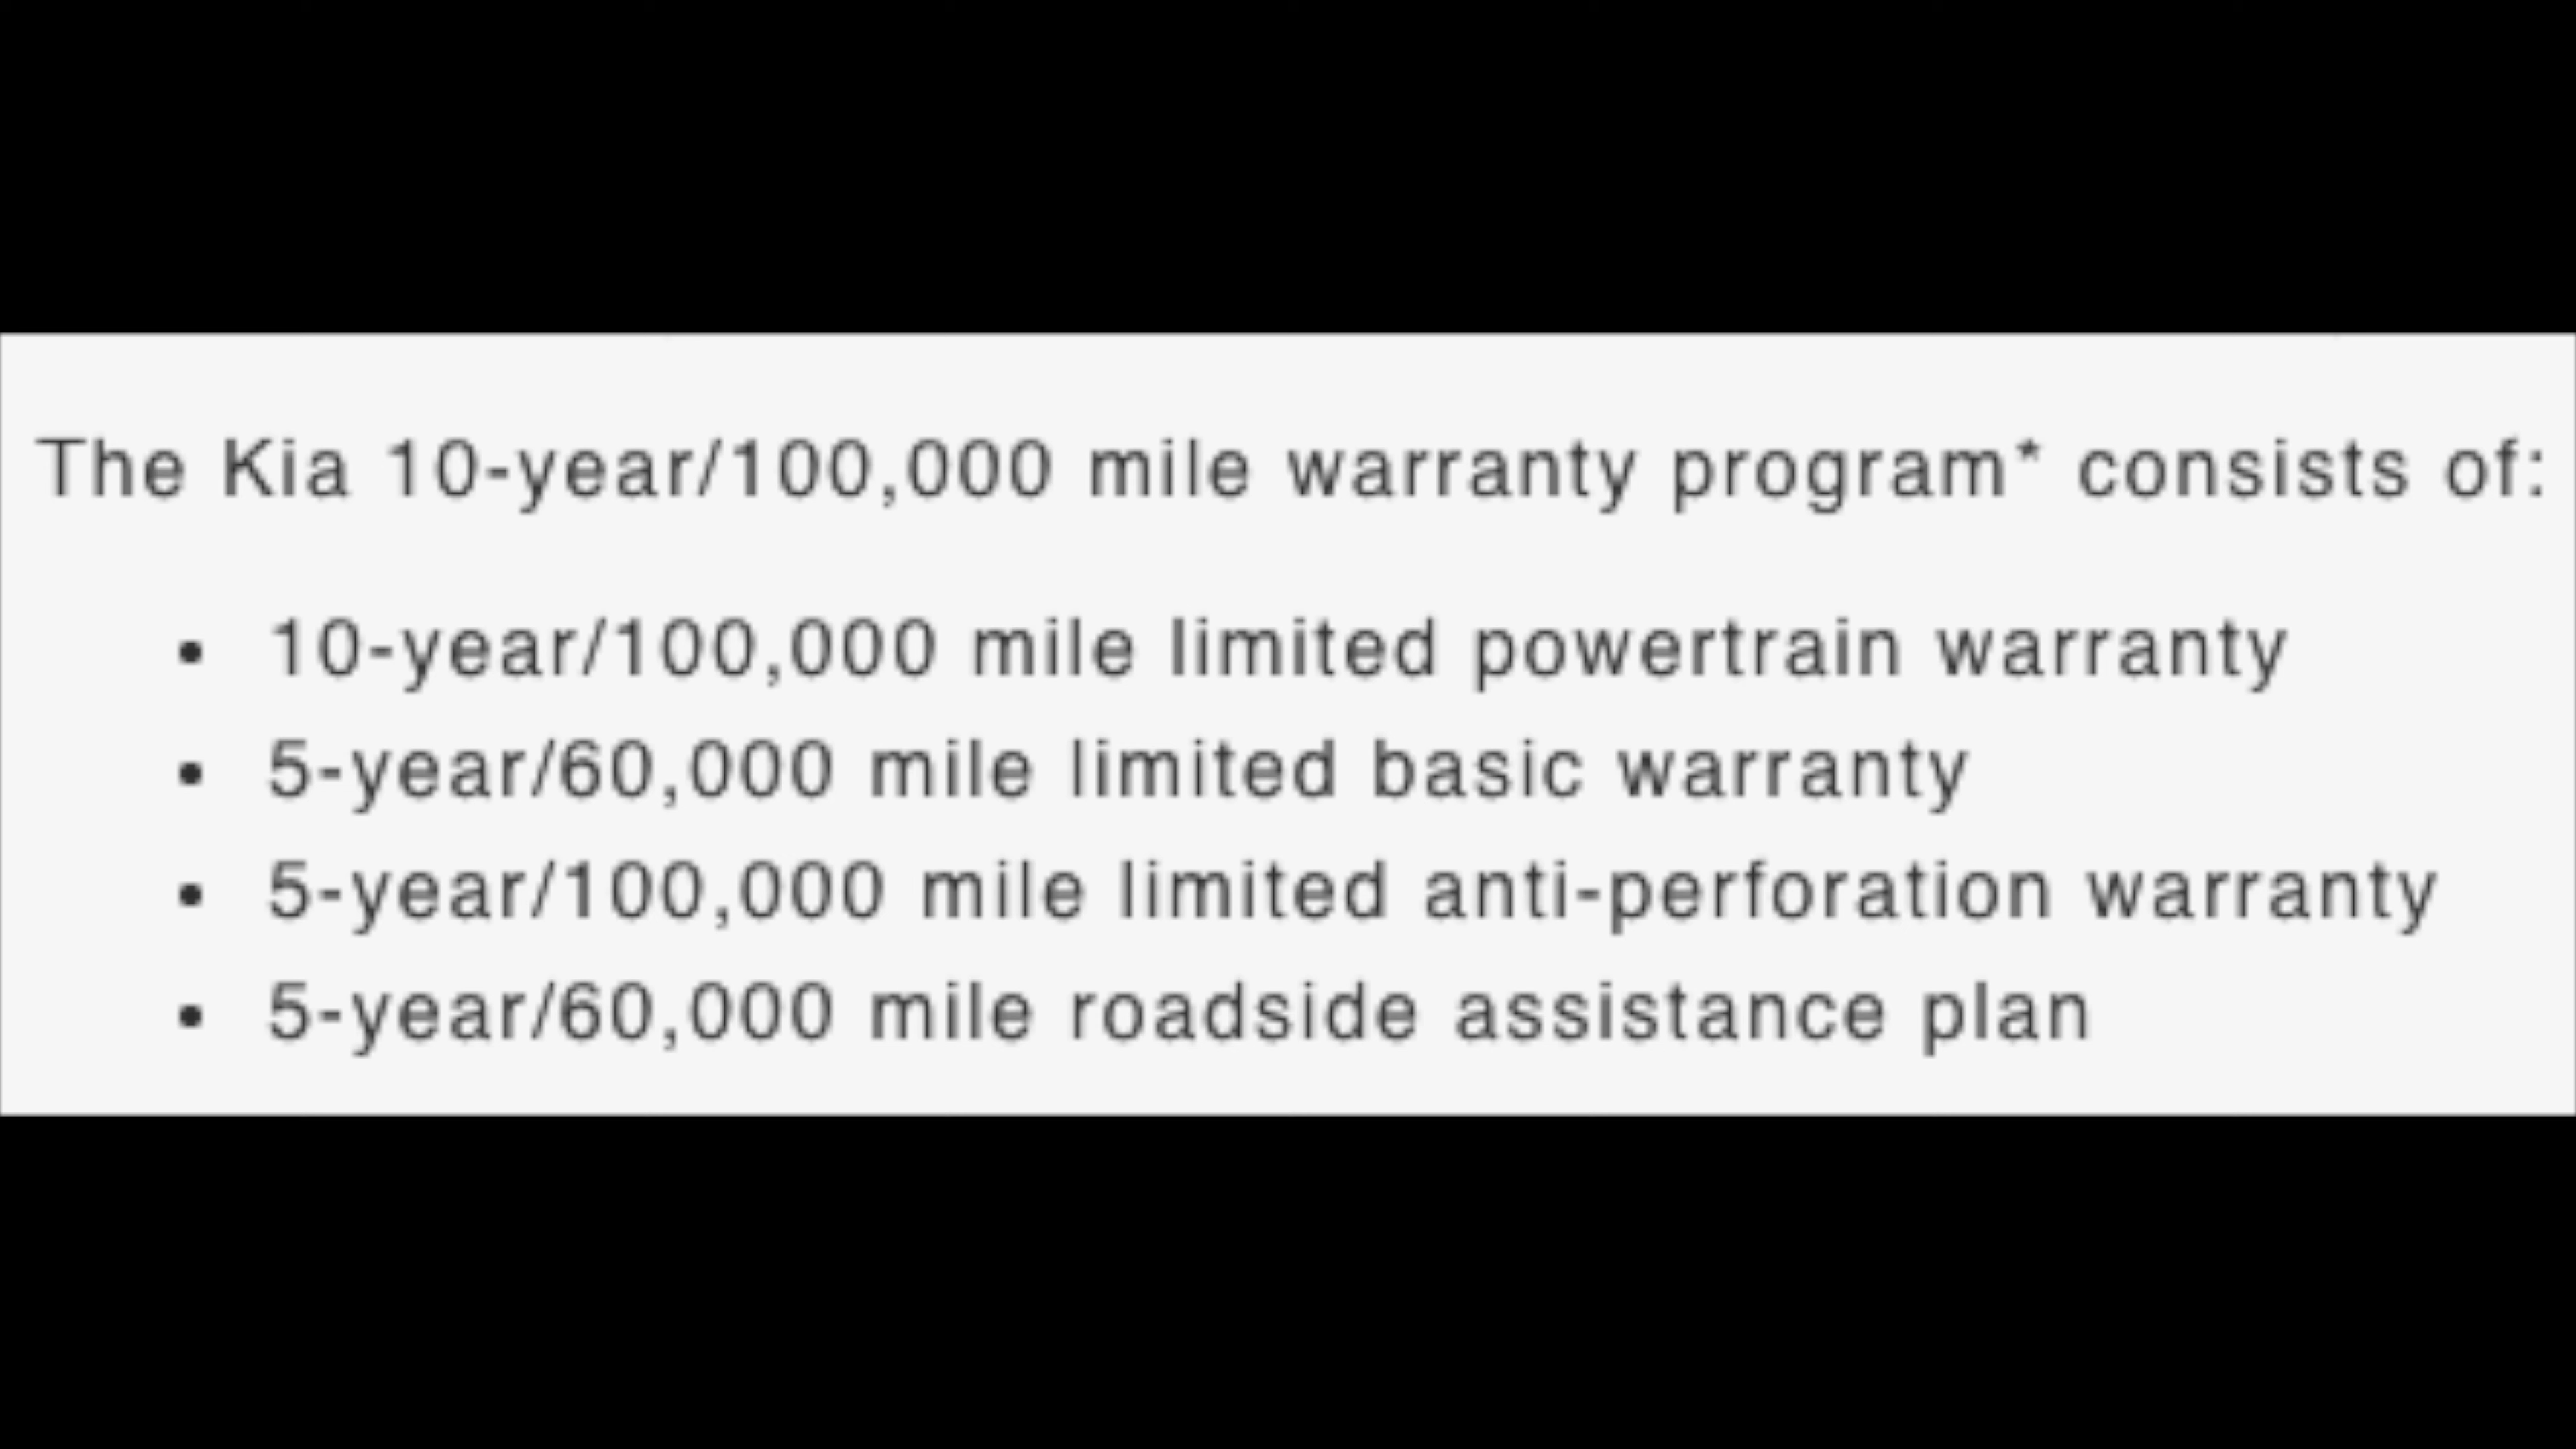 The Kia 10-year/100,000 mile warranty program* consists of:
• 10-year/100,000 mile limited powertrain warranty
• 5-year/60,000 mile limited basic warranty
• 5-year/100,000 mile limited anti-perforation warranty
• 5-year/60,000 mile roadside assistance plan